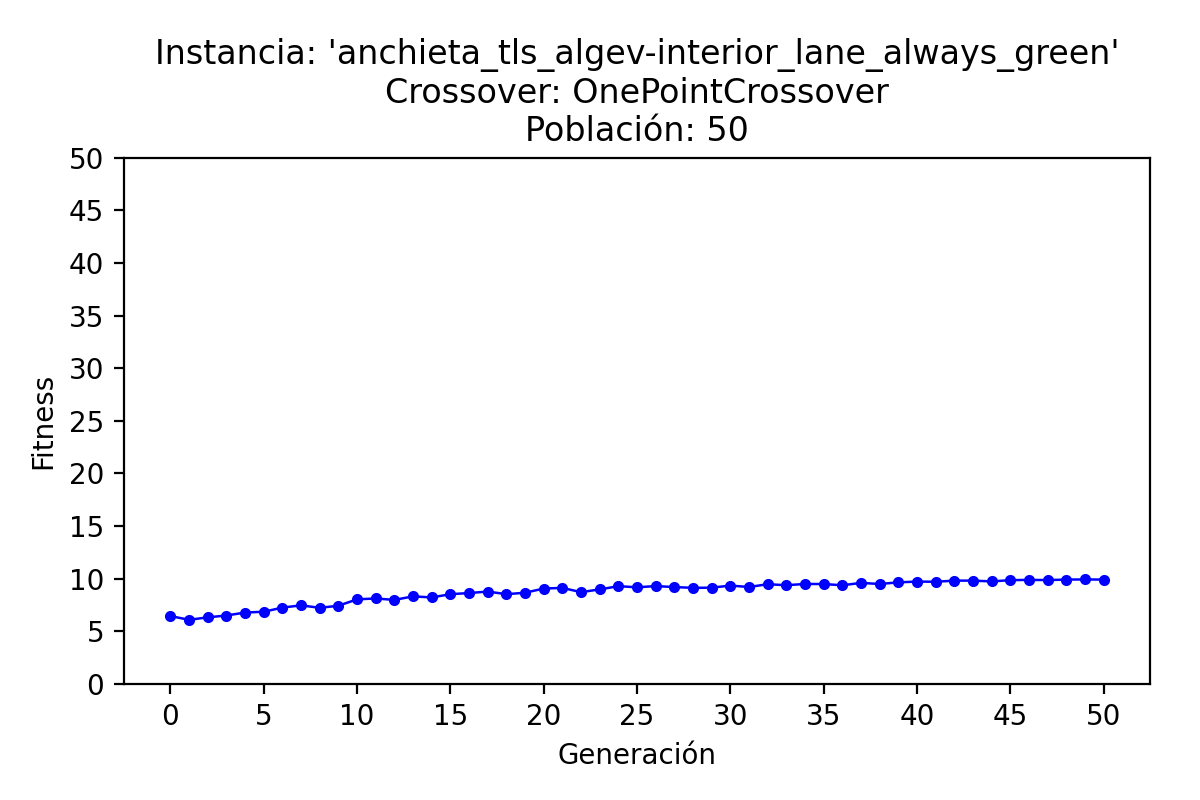 Instancia: 'anchieta_tls_algev-interior_lane_always_green'
Crossover: OnePointCrossover
Población: 50
50
45
40
35
30
25
20
15
10
5
0
Fitness
0 5 10 15 20 25 30 35 40 45 50
Generación